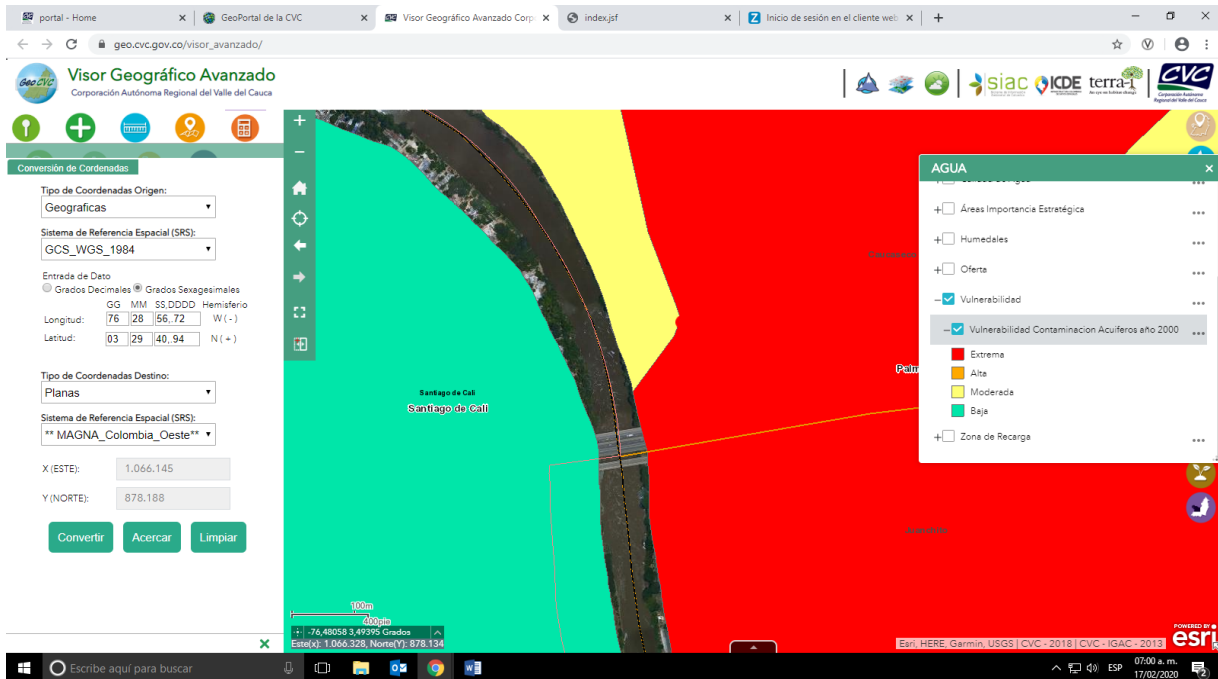 portal - Home
GeoPortal de la CVC
Visor Geográfico Avanzado Corp
index.jsf
Inicio de sesión en el cliente web
geo.cvc.gov.co/visor_avanzado/
Geo CVC
Visor Geográfico Avanzado
Corporación Autónoma Regional del Valle del Cauca
siac
ICDE
terra-i
CVC
Conversión de Cordenadas
Tipo de Coordenadas Origen:
Geograficas
Sistema de Referencia Espacial (SRS):
GCS_WGS_1984
Entrada de Dato
Grados Decimales Grados Sexagesimales
GG MM SS,DDDD Hemisferio
Longitud: 76 28 56,.72 W ( - )
Latitud: 03 29 40,.94 N ( + )
Tipo de Coordenadas Destino:
Planas
Sistema de Referencia Espacial (SRS):
** MAGNA_Colombia_Oeste**
X (ESTE): 1.066.145
Y (NORTE): 878.188
Convertir Acercar Limpiar
Santiago de Cali
Santiago de Cali
Palm
100m
400pie
-76,48058 3,49395 Grados
Este(x): 1.066.328, Norte(Y): 878.134
AGUA
Áreas Importancia Estratégica
Humedales
Oferta
Vulnerabilidad
Vulnerabilidad Contaminacion Acuiferos año 2000
Extrema
Alta
Moderada
Baja
Zona de Recarga
Esri, HERE, Garmin, USGS | CVC - 2018 | CVC - IGAC - 2013
POWERED BY
esri
Escribe aquí para buscar
ESP
07:00 a. m.
17/02/2020
2